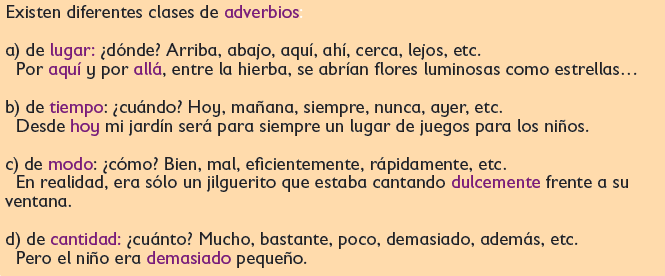 Existen diferentes clases de adverbios:
a) de lugar: ¿dónde? Arriba, abajo, aquí, ahí, cerca, lejos, etc.
Por aquí y por allá, entre la hierba, se abrían flores luminosas como estrellas...
b) de tiempo: ¿cuándo? Hoy, mañana, siempre, nunca, ayer, etc.
Desde hoy mi jardín será para siempre un lugar de juegos para los niños.
c) de modo: ¿cómo? Bien, mal, eficientemente, rápidamente, etc.
En realidad, era sólo un jilguerito que estaba cantando dulcemente frente a su
ventana.
d) de cantidad: ¿cuánto? Mucho, bastante, poco, demasiado, además, etc.
Pero el niño era demasiado pequeño.